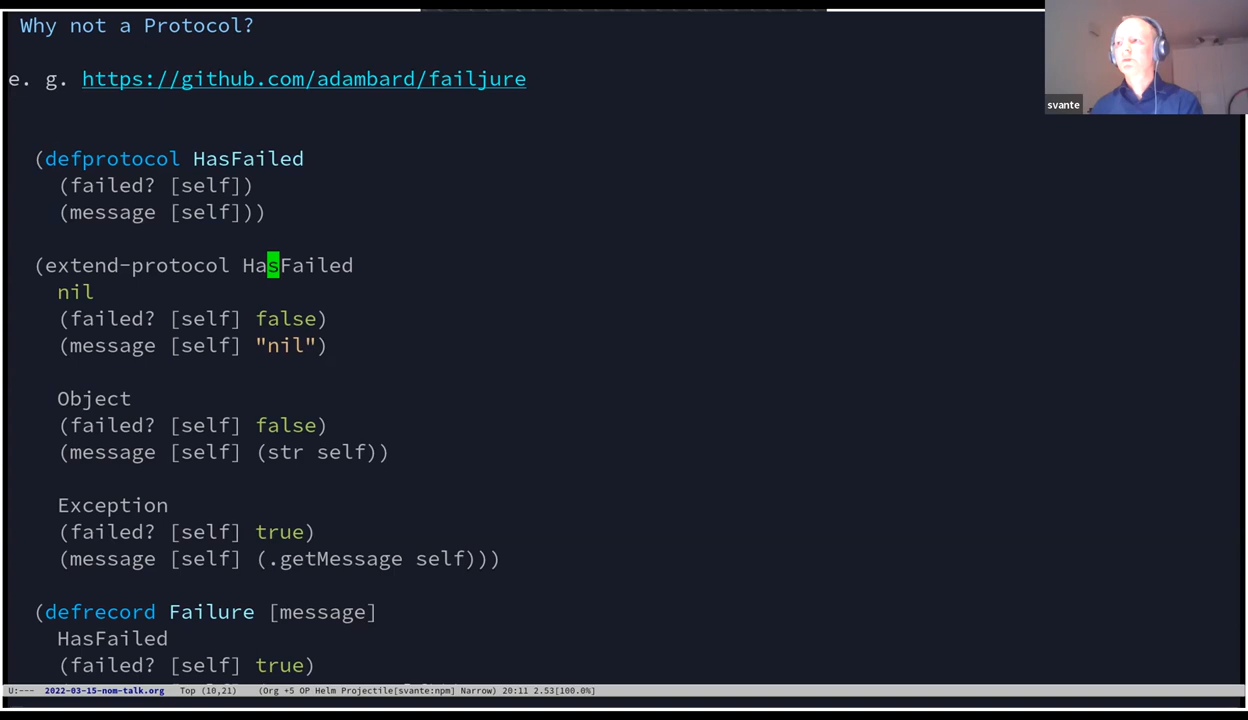 Why not a Protocol?
e. g. https://github.com/adambard/failjure
svante
(defprotocol HasFailed
(failed? [self])
(message [self]))
(extend-protocol HasFailed
nil
(failed? [self] false)
(message [self] "nil")
Object
(failed? [self] false)
(message [self] (str self))
Exception
(failed? [self] true)
(message [self] (.getMessage self)))
(defrecord Failure [message]
HasFailed
(failed? [self] true)
U:--- 2022-03-15-nom-talk.org Top (10,21) (Org +5 OP Helm Projectile[svante:npm] Narrow) 20:11 2.53[100.0%]